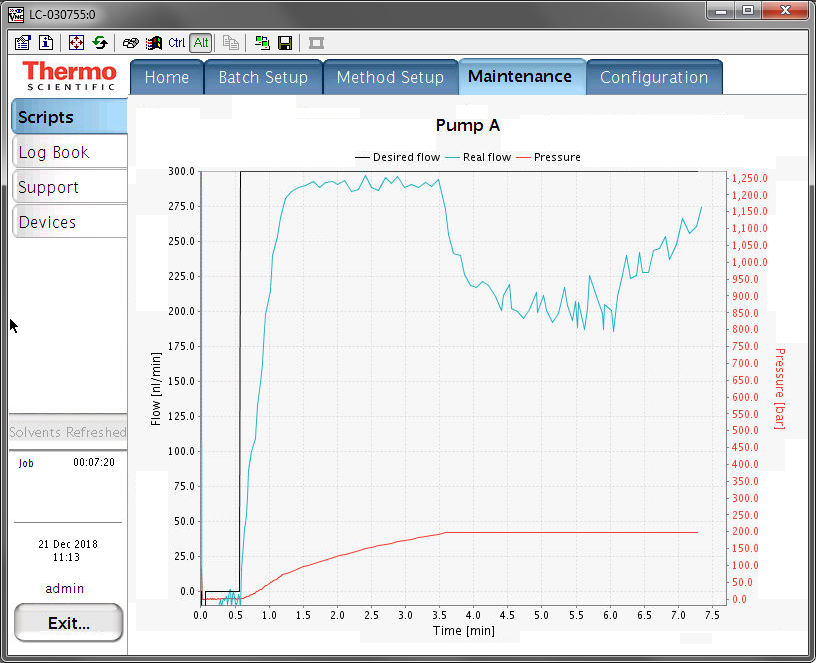 LC-030755:0
Ctrl Alt
Thermo
SCIENTIFIC
Home Batch Setup Method Setup Maintenance Configuration
Scripts
Log Book
Support
Devices
Solvents Refreshed
Job 00:07:20
21 Dec 2018
11:13
admin
Exit...
Pump A
Desired flow Real flow Pressure
300.0
275.0
250.0
225.0
200.0
175.0
150.0
125.0
100.0
75.0
50.0
25.0
0.0
Flow [nl/min]
0.0 0.5 1.0 1.5 2.0 2.5 3.0 3.5 4.0 4.5 5.0 5.5 6.0 6.5 7.0 7.5
Time [min]
1,250.0
1,200.0
1,150.0
1,100.0
1,050.0
1,000.0
950.0
900.0
850.0
800.0
750.0
700.0
650.0
600.0
550.0
500.0
450.0
400.0
350.0
300.0
250.0
200.0
150.0
100.0
50.0
0.0
Pressure [bar]